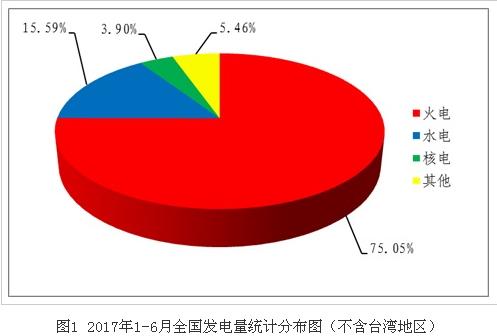 15.59%
3.90%
5.46%
火电
水电
核电
其他
75.05%
图1 2017年1-6月全国发电量统计分布图（不含台湾地区）